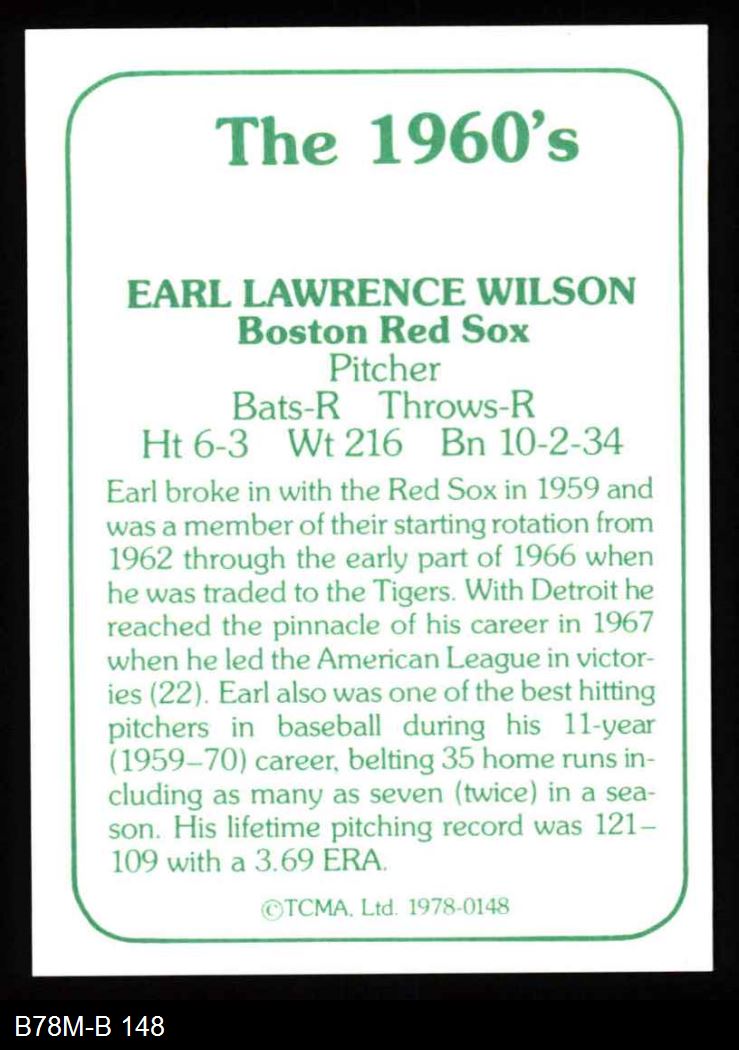 The 1960's
EARL LAWRENCE WILSON
Boston Red Sox
Pitcher
Bats-R Throws-R
Ht 6-3 Wt 216 Bn 10-2-34
Earl broke in with the Red Sox in 1959 and
was a member of their starting rotation from
1962 through the early part of 1966 when
he was traded to the Tigers. With Detroit he
reached the pinnacle of his career in 1967
when he led the American League in victor-
ies (22). Earl also was one of the best hitting
pitchers in baseball during his 11-year
(1959–70) career, belting 35 home runs in-
cluding as many as seven (twice) in a sea-
son. His lifetime pitching record was 121–
109 with a 3.69 ERA.
©TCMA, Ltd. 1978-0148
B78M-B 148